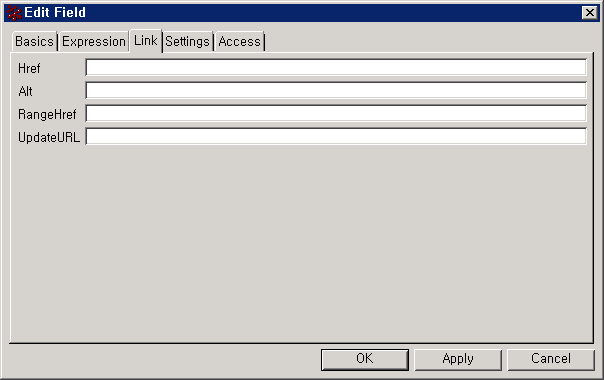 Edit Field
Basics Expression Link Settings Access
Href
Alt
RangeHref
UpdateURL
OK Apply Cancel